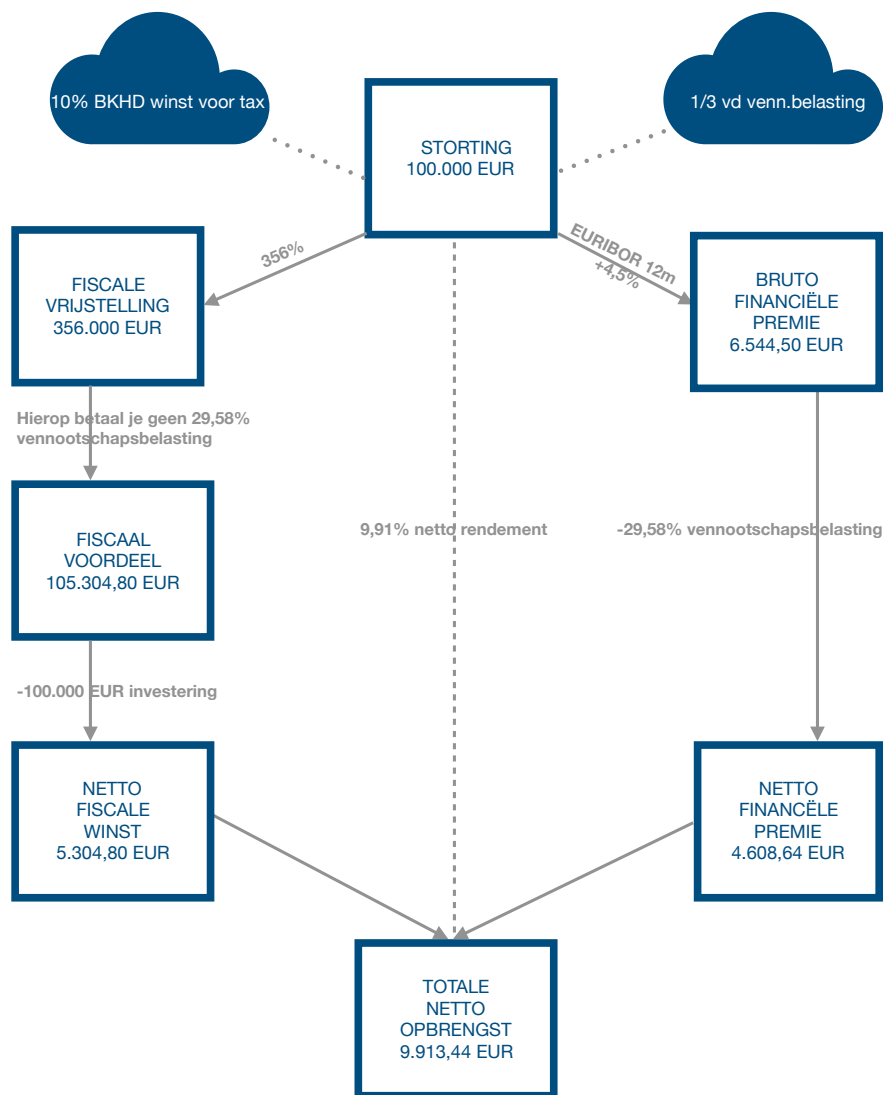 10% BKHD winst voor tax
1/3 vd venn.belasting
STORTING
100.000 EUR
356%
EURIBOR 12m
+4,5%
FISCALE
VRIJSTELLING
356.000 EUR
BRUTO
FINANCIËLE
PREMIE
6.544,50 EUR
Hierop betaal je geen 29,58%
vennootschapsbelasting
FISCAAL
VOORDEEL
105.304,80 EUR
9,91% netto rendement
-29,58% vennootschapsbelasting
-100.000 EUR investering
NETTO
FISCALE
WINST
5.304,80 EUR
NETTO
FINANCËLE
PREMIE
4.608,64 EUR
TOTALE
NETTO
OPBRENGST
9.913,44 EUR